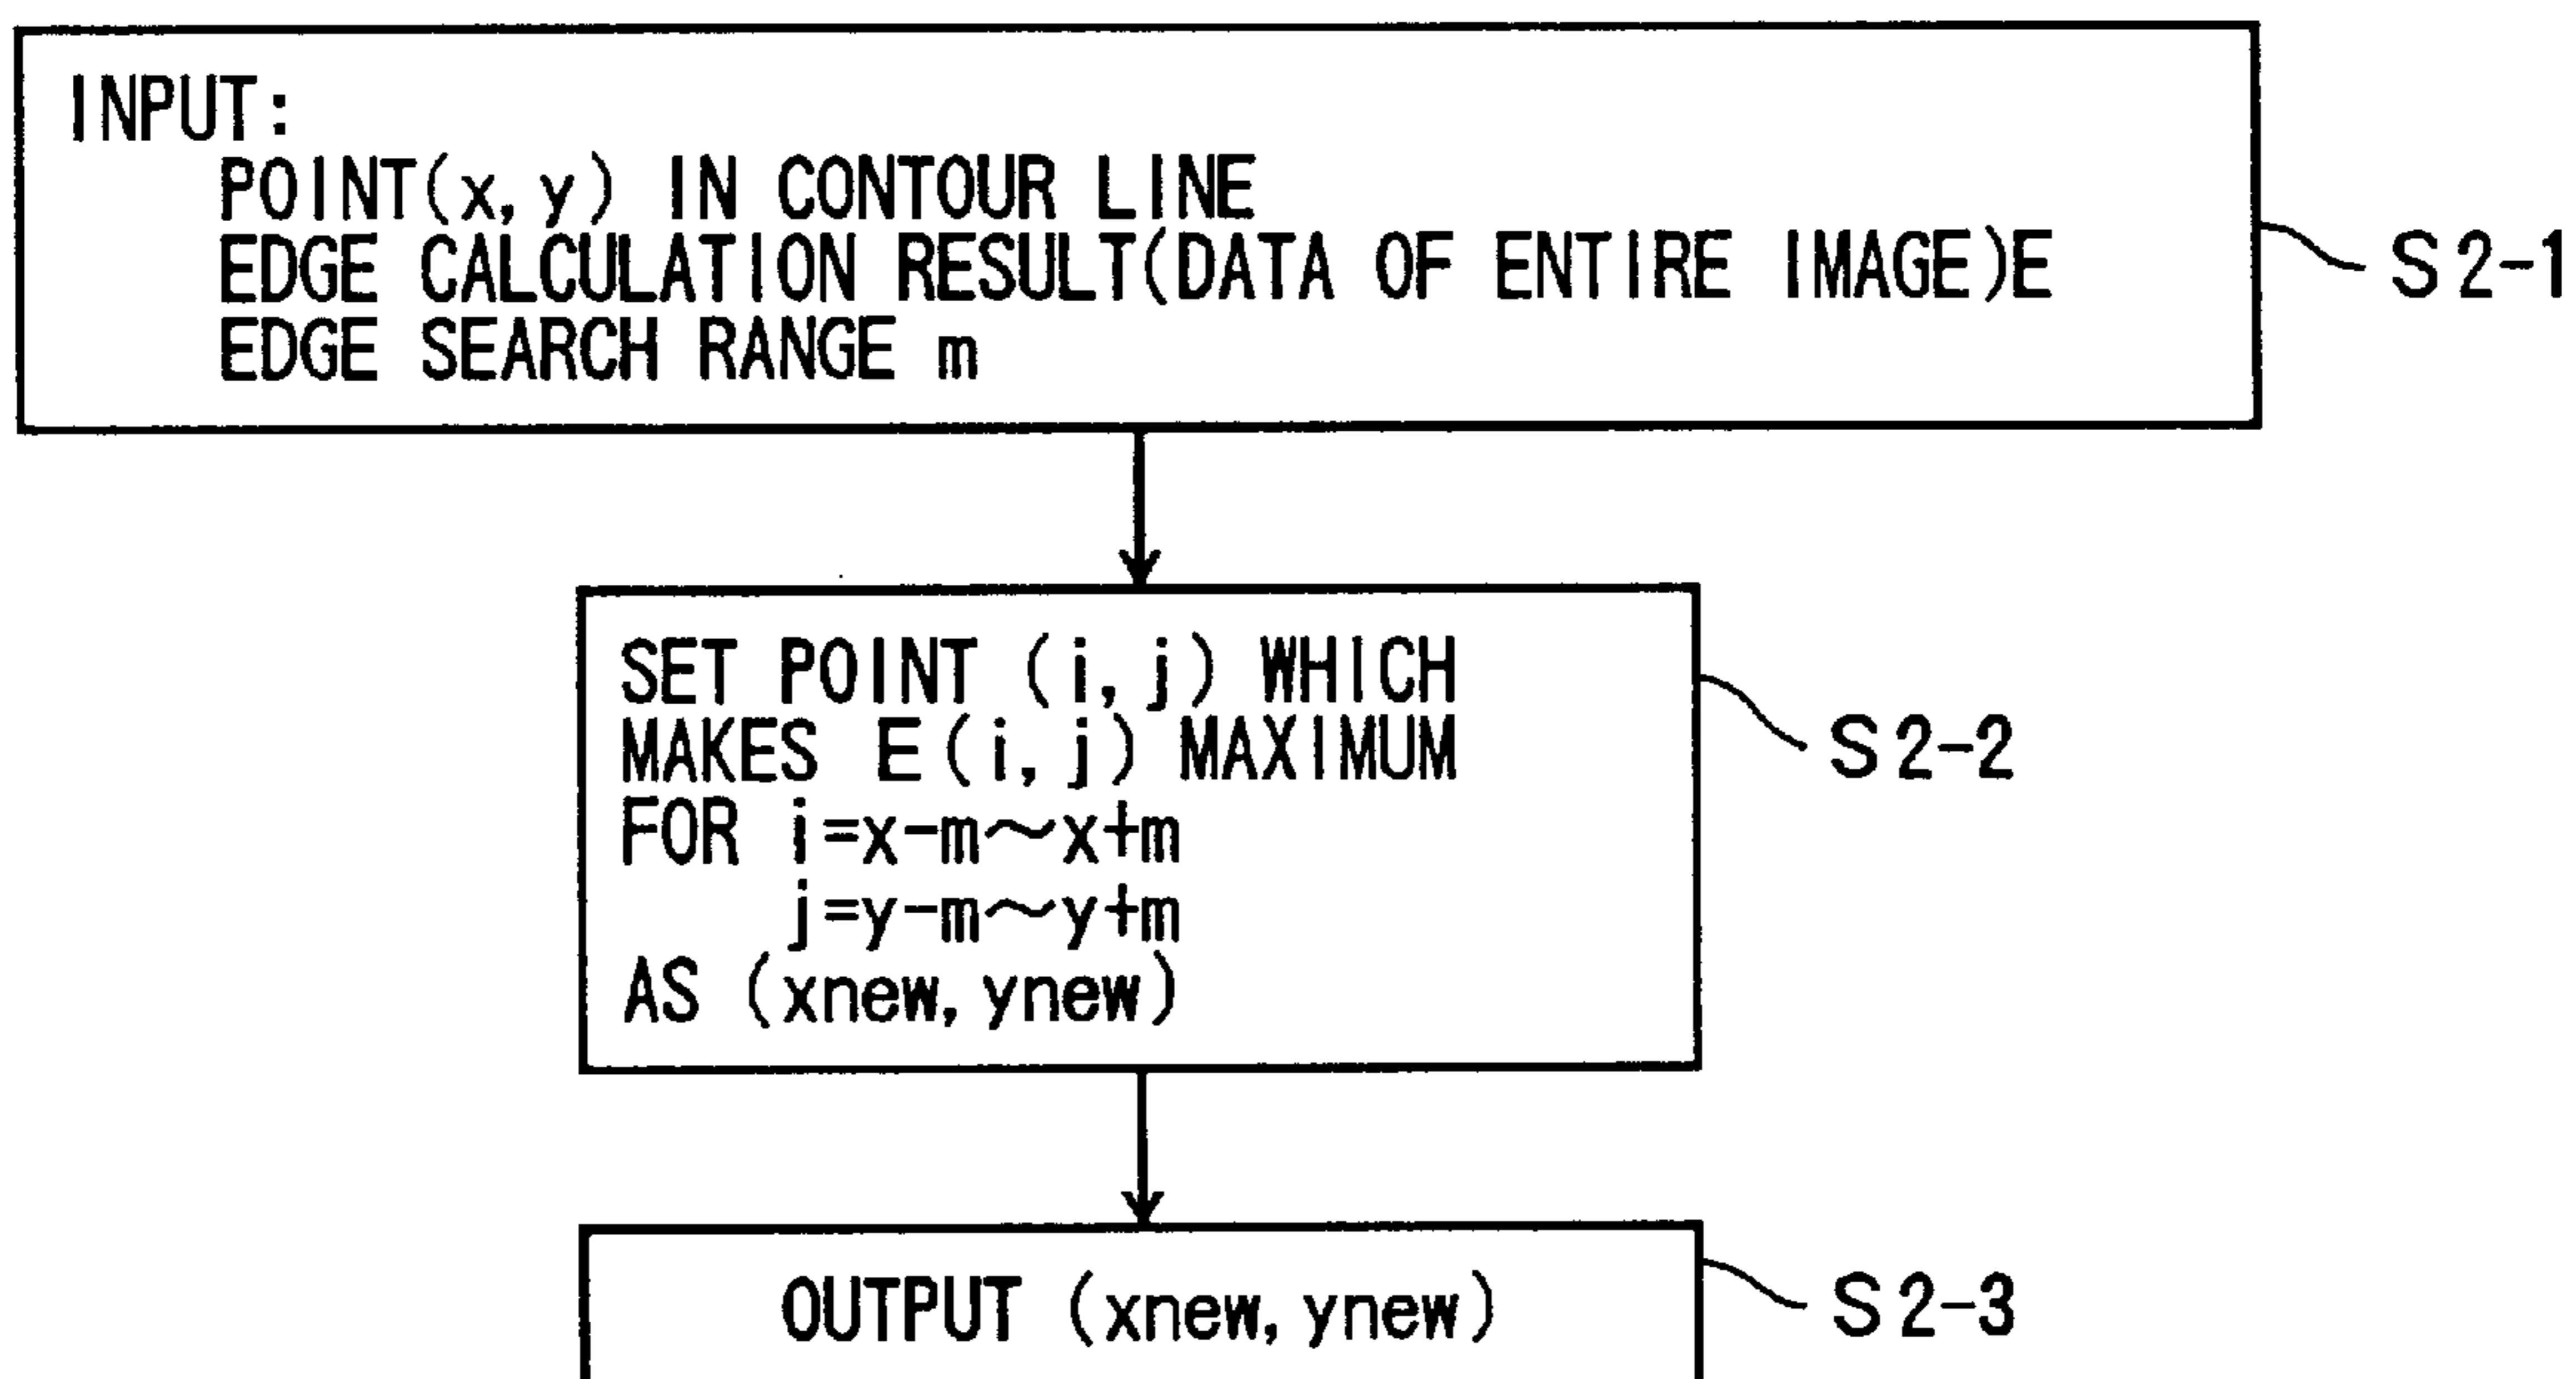 INPUT:
POINT(x, y) IN CONTOUR LINE
EDGE CALCULATION RESULT(DATA OF ENTIRE IMAGE)E
EDGE SEARCH RANGE m
S2-1
SET POINT (i, j) WHICH
MAKES E(i, j) MAXIMUM
FOR i=x-m～x+m
j=y-m～y+m
AS (xnew, ynew)
S2-2
OUTPUT (xnew, ynew)
S2-3